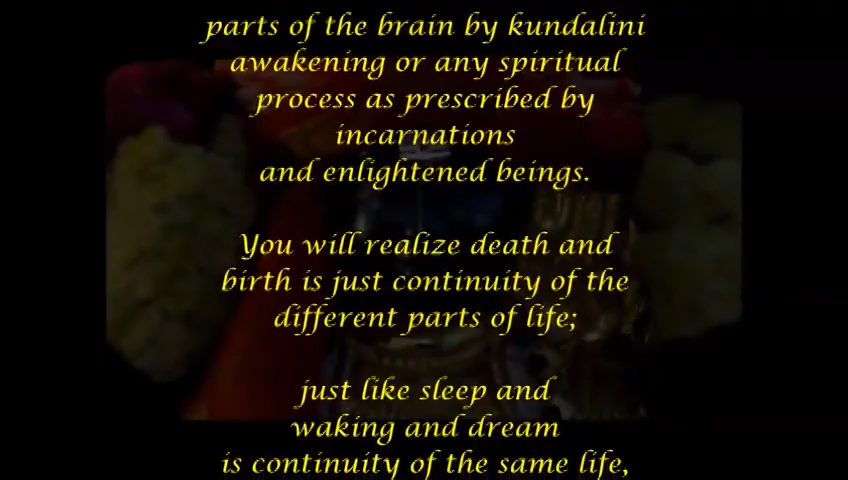 parts of the brain by kundalini
awakening or any spiritual
process as prescribed by
incarnations
and enlightened beings.
You will realize death and
birth is just continuity of the
different parts of life;
just like sleep and
waking and dream
is continuity of the same life,